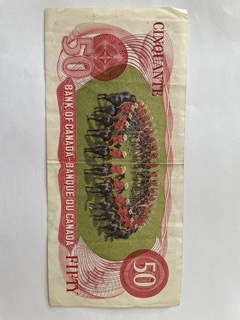 50
CINQUANTE
BANK OF CANADA - BANQUE DU CANADA
FIFTY
50